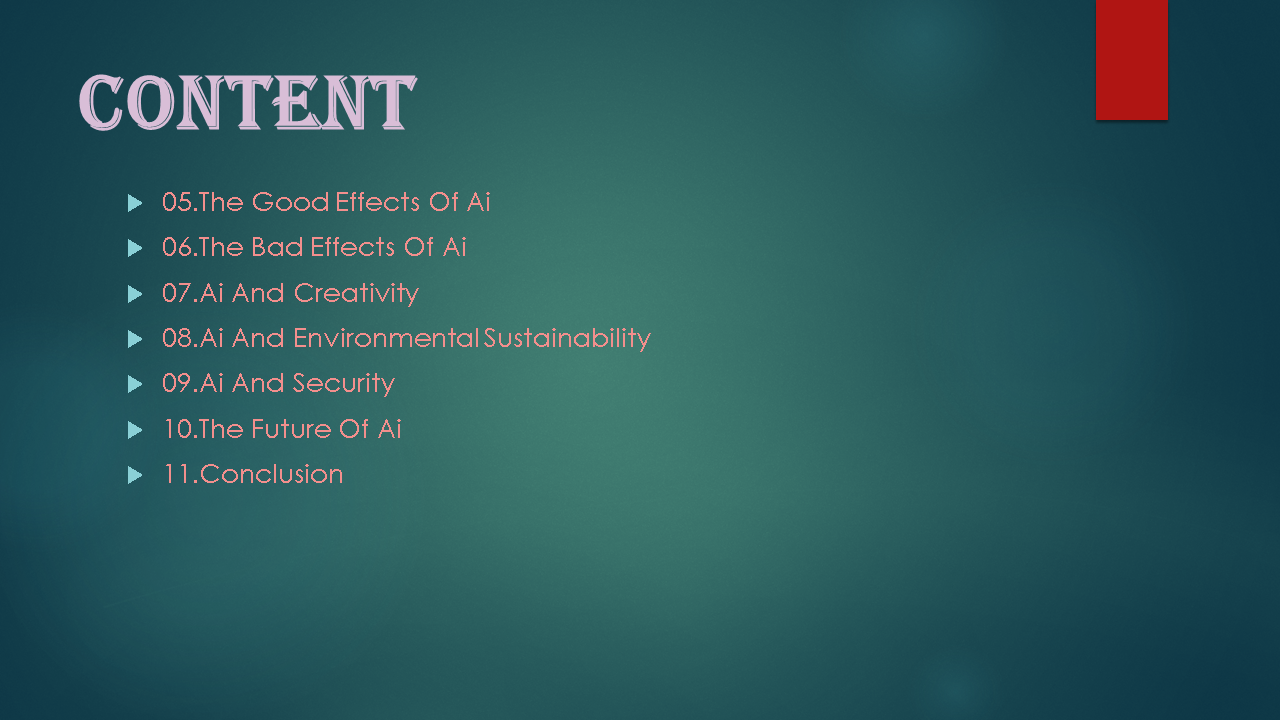 CONTENT
05.The Good Effects Of Ai
06.The Bad Effects Of Ai
07.Ai And Creativity
08.Ai And Environmental Sustainability
09.Ai And Security
10.The Future Of Ai
11.Conclusion